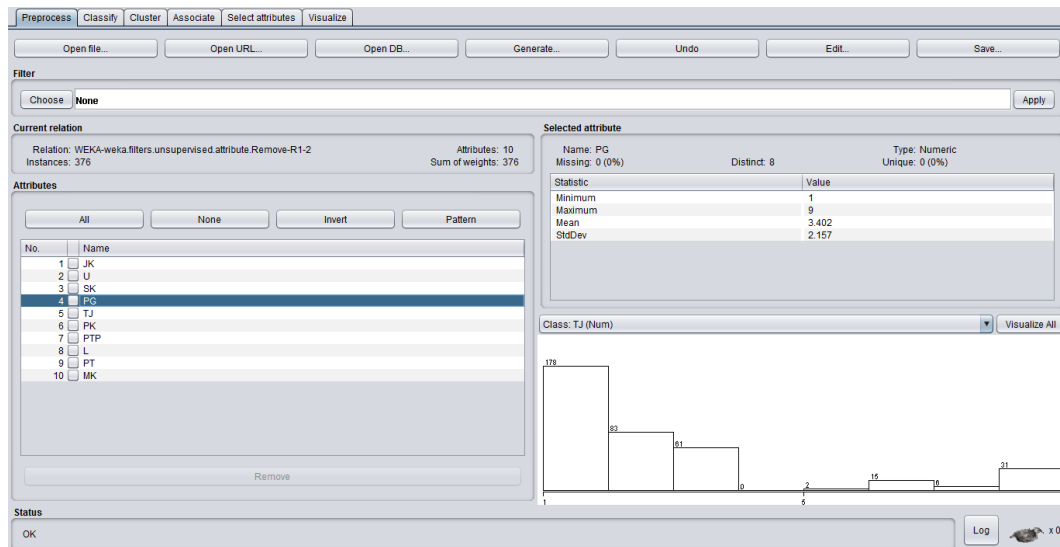 Preprocess Classify Cluster Associate Select attributes Visualize
Open file... Open URL... Open DB... Generate... Undo Edit... Save...
Filter
Choose None Apply
Current relation
Relation: WEKA-weka.filters.unsupervised.attribute.Remove-R1-2 Attributes: 10
Instances: 376 Sum of weights: 376
Attributes
All None Invert Pattern
No. Name
1 JK
2 U
3 SK
4 PG
5 TJ
6 PK
7 PTP
8 L
9 PT
10 MK
Remove
Selected attribute
Name: PG Type: Numeric
Missing: 0 (0%) Distinct: 8 Unique: 0 (0%)
Statistic Value
Minimum 1
Maximum 9
Mean 3.402
StdDev 2.157
Class: TJ (Num) Visualize All
178
83
61
0
2
15
6
31
1 5
Status
OK Log x 0